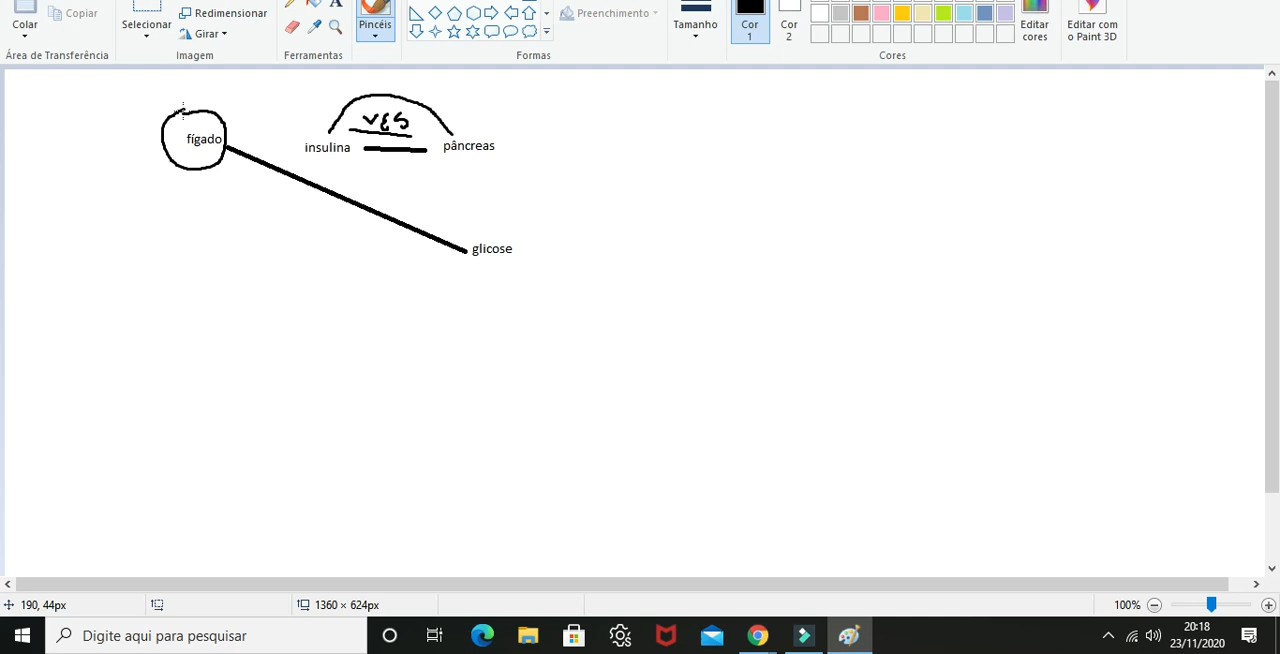 Colar
Copiar
Área de Transferência
Selecionar
Redimensionar
Girar
Imagem
A
Ferramentas
Pincéis
Formas
Preenchimento
Tamanho
Cor
1
Cor
2
Cores
Editar
cores
Editar com
o Paint 3D
fígado
insulina
VES
pâncreas
glicose
190, 44px
1360 × 624px
100%
Digite aqui para pesquisar
20:18
23/11/2020